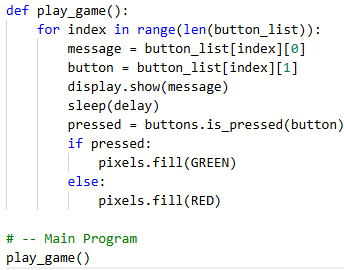 def play_game():
    for index in range(len(button_list)):
        message = button_list[index][0]
        button = button_list[index][1]
        display.show(message)
        sleep(delay)
        pressed = buttons.is_pressed(button)
        if pressed:
            pixels.fill(GREEN)
        else:
            pixels.fill(RED)

# -- Main Program
play_game()